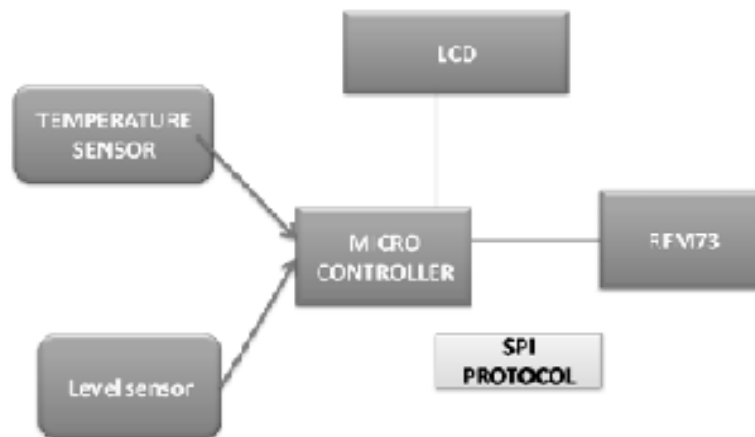 LCD
TEMPERATURE
SENSOR
MICRO
CONTROLLER
RFM73
Level sensor
SPI
PROTOCOL